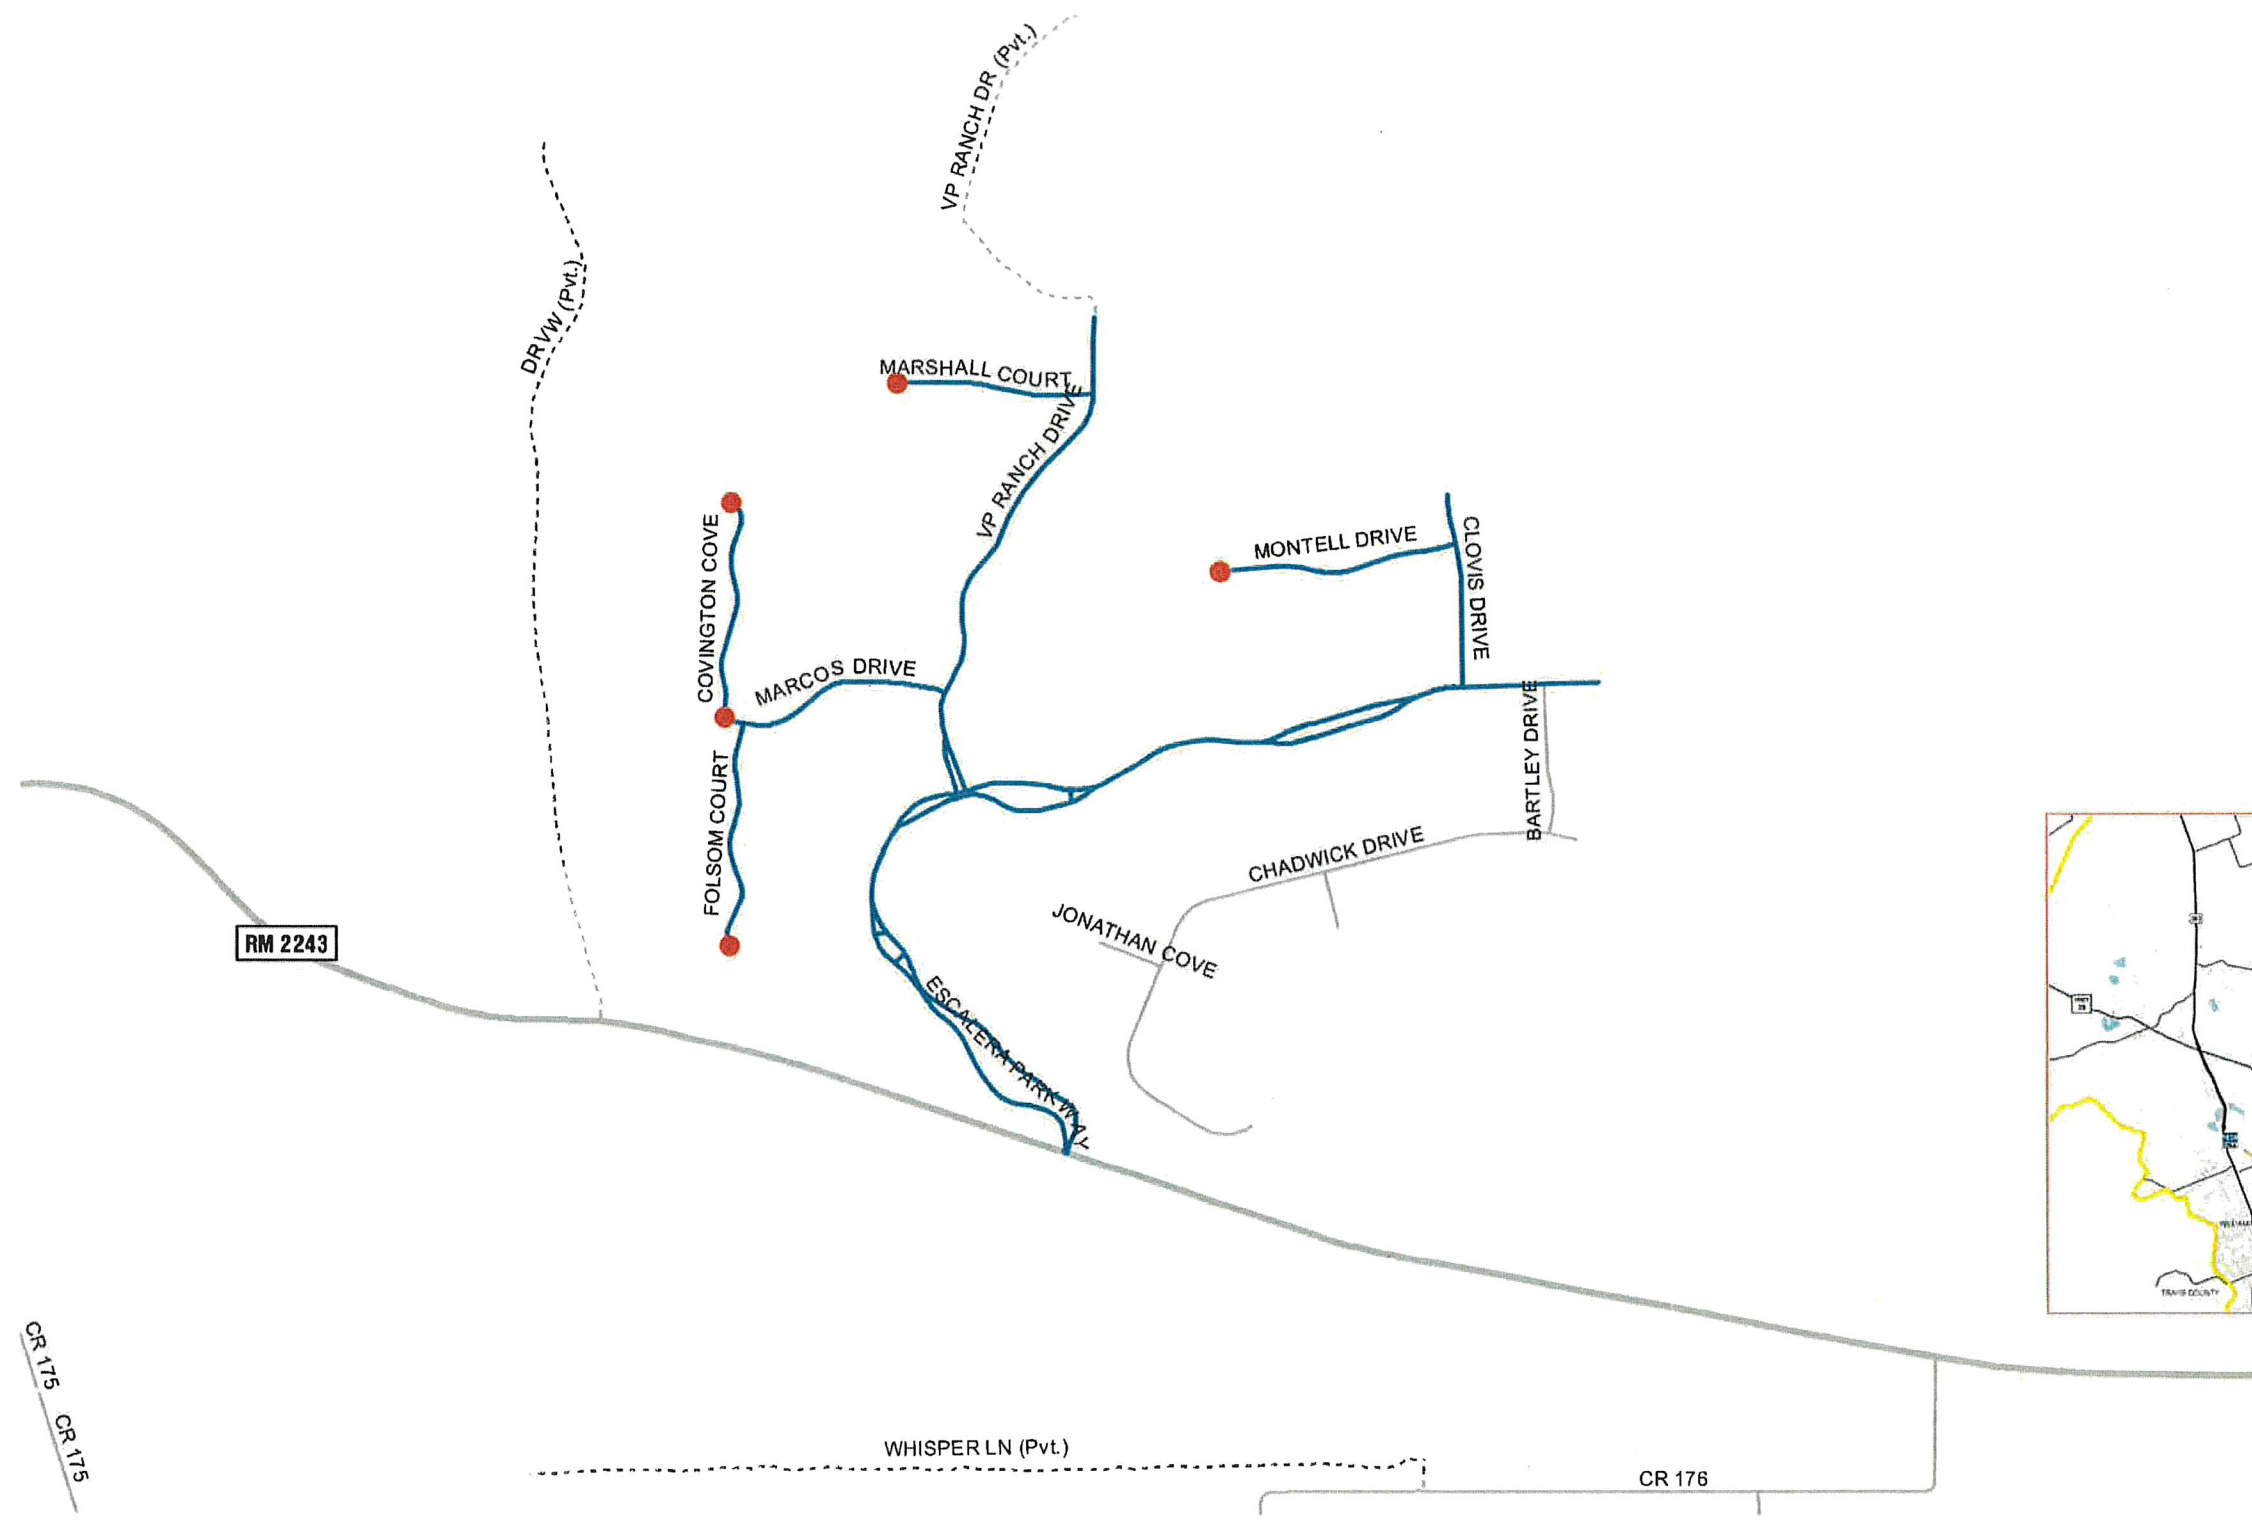 VP RANCH DR (Pvt.)
DRVW (Pvt.)
MARSHALL COURT
VP RANCH DRIVE
COVINGTON COVE
MONTELL DRIVE
CLOVIS DRIVE
MARCOS DRIVE
FOLSOM COURT
BARTLEY DRIVE
CHADWICK DRIVE
JONATHAN COVE
RM 2243
ESCALERA PARKWAY
TRAVIS COUNTY
CR 175
CR 175
WHISPER LN (Pvt.)
CR 176